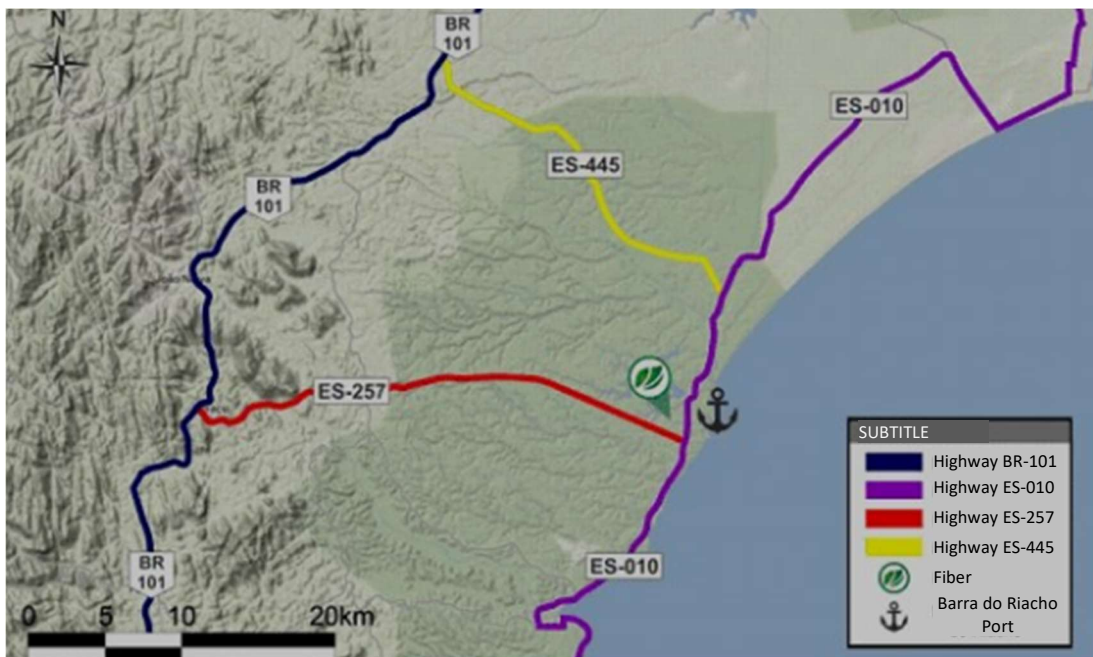 N
BR
101
ES-010
ES-445
BR
101
ES-257
SUBTITLE
Highway BR-101
Highway ES-010
Highway ES-257
Highway ES-445
Fiber
Barra do Riacho
Port
ES-010
BR
101
0 5 10 20km